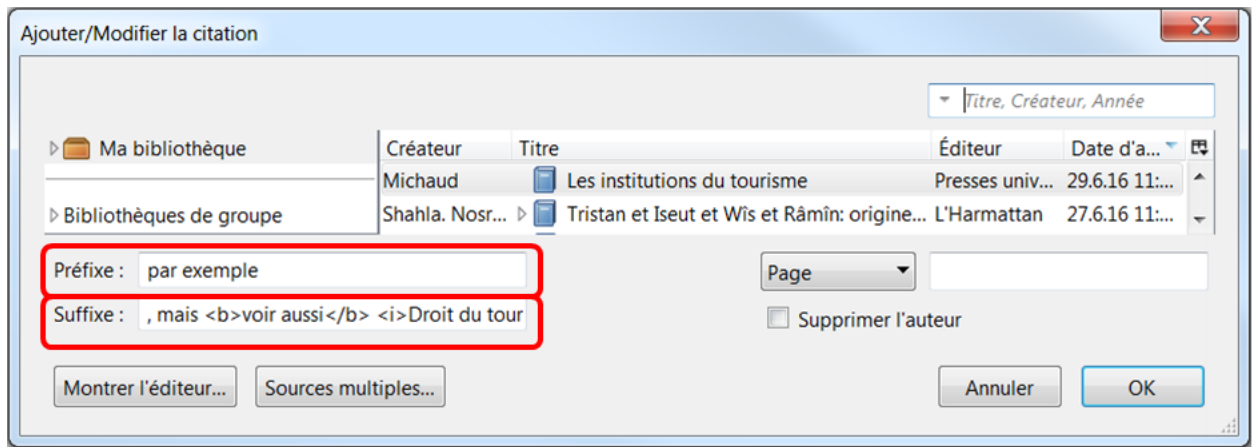 Ajouter/Modifier la citation
X
Titre, Créateur, Année
Ma bibliothèque
Bibliothèques de groupe
Créateur Titre Éditeur Date d'a...
Michaud Les institutions du tourisme Presses univ... 29.6.16 11:...
Shahla. Nosr... Tristan et Iseut et Wîs et Râmîn: origine... L'Harmattan 27.6.16 11:...
Préfixe : par exemple
Page
Suffixe : , mais <b>voir aussi</b> <i>Droit du tour
Supprimer l'auteur
Montrer l'éditeur... Sources multiples... Annuler OK